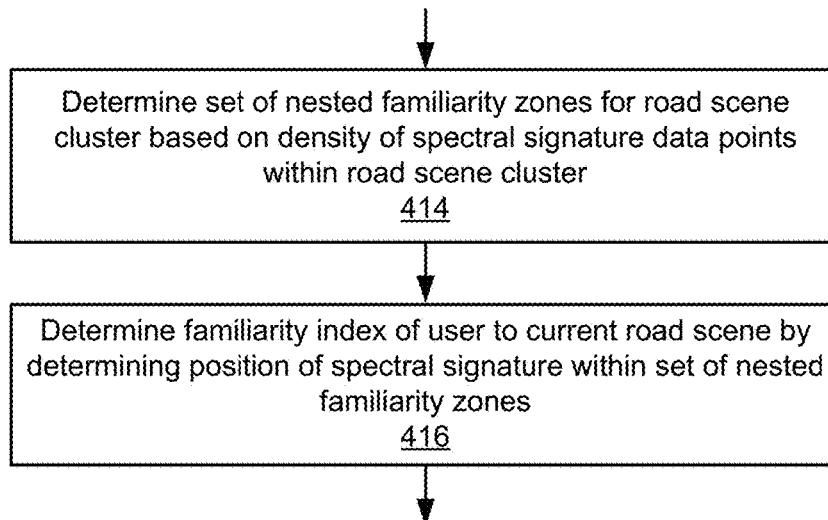 Determine set of nested familiarity zones for road scene
cluster based on density of spectral signature data points
within road scene cluster
414
Determine familiarity index of user to current road scene by
determining position of spectral signature within set of nested
familiarity zones
416